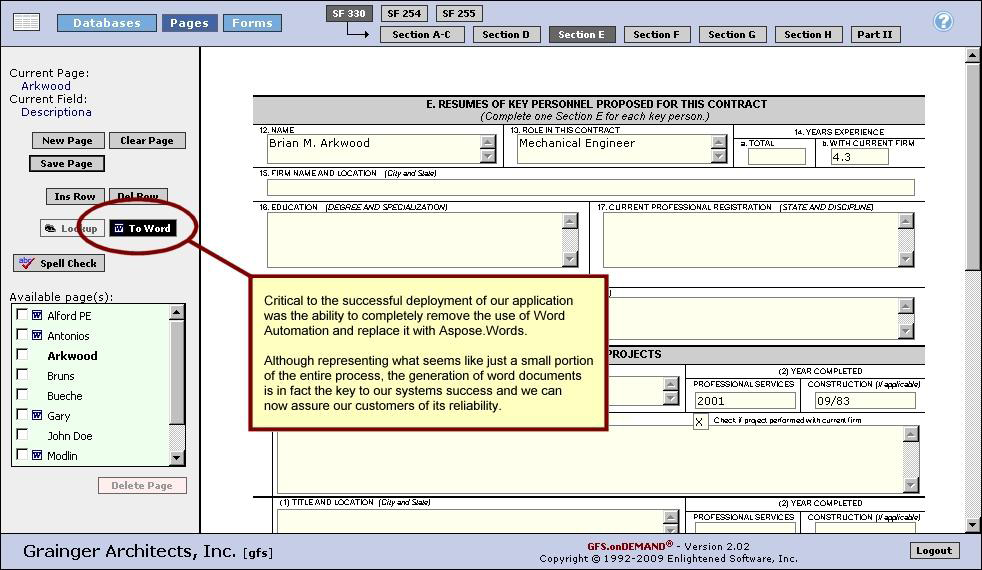 Databases
Pages
Forms
SF 330
SF 254
SF 255
Section A-C
Section D
Section E
Section F
Section G
Section H
Part II
?
Current Page:
Arkwood
Current Field:
Descriptiona
New Page
Clear Page
Save Page
Ins Row
Del Row
Lookup
W To Word
abc Spell Check
Available page(s):
W Alford PE
W Antonios
Arkwood
Bruns
Bueche
W Gary
John Doe
W Modlin
Delete Page
E. RESUMES OF KEY PERSONNEL PROPOSED FOR THIS CONTRACT
(Complete one Section E for each key person.)
12. NAME
Brian M. Arkwood
13. ROLE IN THIS CONTRACT
Mechanical Engineer
14. YEARS EXPERIENCE
a. TOTAL
b. WITH CURRENT FIRM
4.3
15. FIRM NAME AND LOCATION (City and State)
16. EDUCATION (DEGREE AND SPECIALIZATION)
17. CURRENT PROFESSIONAL REGISTRATION (STATE AND DISCIPLINE)
Critical to the successful deployment of our application
was the ability to completely remove the use of Word
Automation and replace it with Aspose.Words.
Although representing what seems like just a small portion
of the entire process, the generation of word documents
is in fact the key to our systems success and we can
now assure our customers of its reliability.
)
PROJECTS
(2) YEAR COMPLETED
PROFESSIONAL SERVICES
CONSTRUCTION (If applicable)
2001
09/83
X Check if project performed with current firm
(1) TITLE AND LOCATION (City and State)
(2) YEAR COMPLETED
PROFESSIONAL SERVICES
CONSTRUCTION (If applicable)
Grainger Architects, Inc. [gfs]
GFS.onDEMAND® - Version 2.02
Copyright © 1992-2009 Enlightened Software, Inc.
Logout